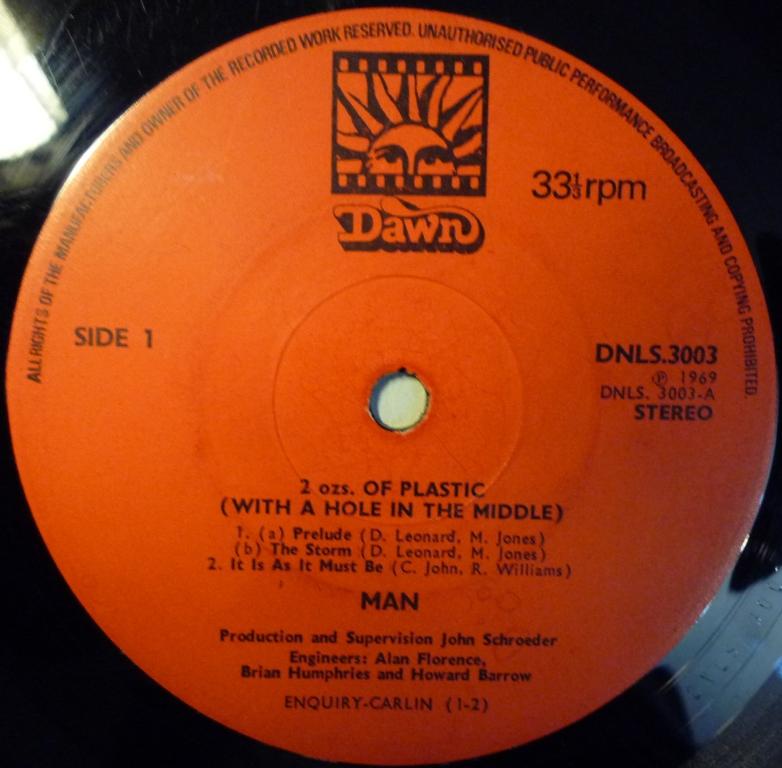 ALL RIGHTS OF THE MANUFACTURERS AND OWNER OF THE RECORDED WORK RESERVED. UNAUTHORISED PUBLIC PERFORMANCE BROADCASTING AND COPYING PROHIBITED.
Dawn
33⅓rpm
SIDE 1
DNLS.3003
Ⓟ 1969
DNLS. 3003-A
STEREO
2 ozs. OF PLASTIC
(WITH A HOLE IN THE MIDDLE)
1. (a) Prelude (D. Leonard, M. Jones)
(b) The Storm (D. Leonard, M. Jones)
2. It Is As It Must Be (C. John, R. Williams)
MAN
Production and Supervision John Schroeder
Engineers: Alan Florence,
Brian Humphries and Howard Barrow
ENQUIRY-CARLIN (1-2)